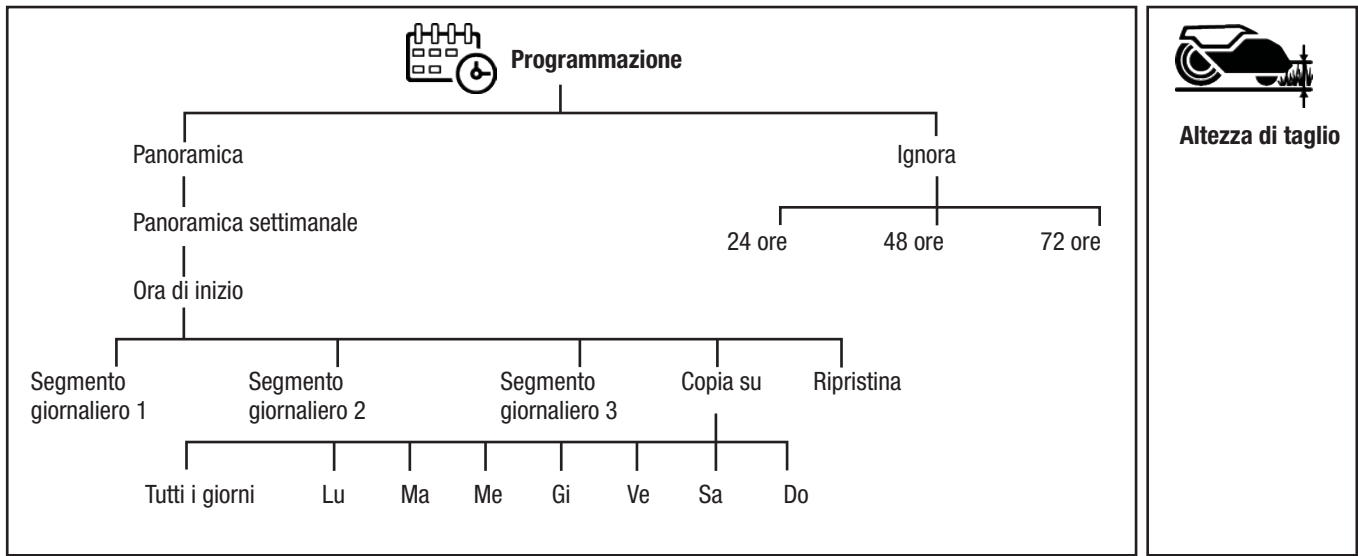 Programmazione
Altezza di taglio
Panoramica
Ignora
Panoramica settimanale
24 ore
48 ore
72 ore
Ora di inizio
Segmento
giornaliero 1
Segmento
giornaliero 2
Segmento
giornaliero 3
Copia su
Ripristina
Tutti i giorni
Lu
Ma
Me
Gi
Ve
Sa
Do